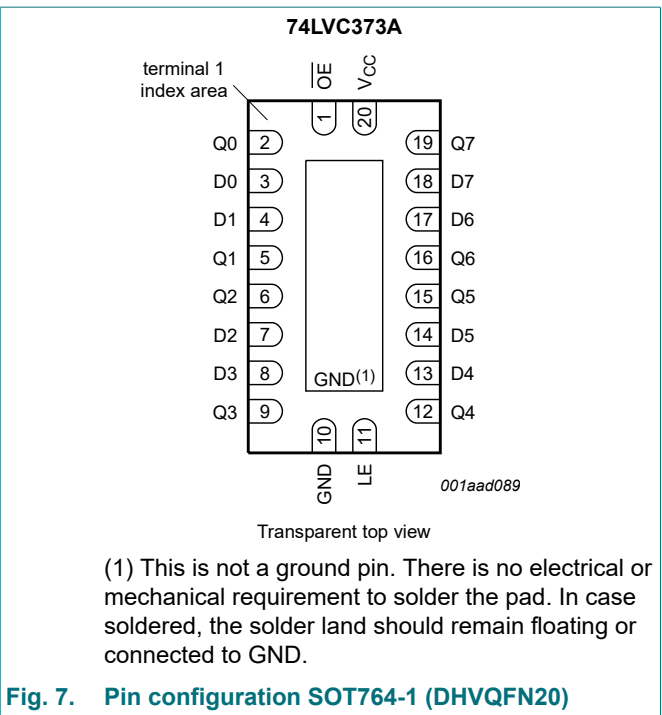 74LVC373A
terminal 1
index area
OE
VCC
1
20
Q0 2
19 Q7
D0 3
18 D7
D1 4
17 D6
Q1 5
16 Q6
Q2 6
15 Q5
D2 7
14 D5
D3 8
13 D4
GND(1)
Q3 9
12 Q4
10
11
GND
LE
001aad089
Transparent top view
(1) This is not a ground pin. There is no electrical or
mechanical requirement to solder the pad. In case
soldered, the solder land should remain floating or
connected to GND.
Fig. 7. Pin configuration SOT764-1 (DHVQFN20)